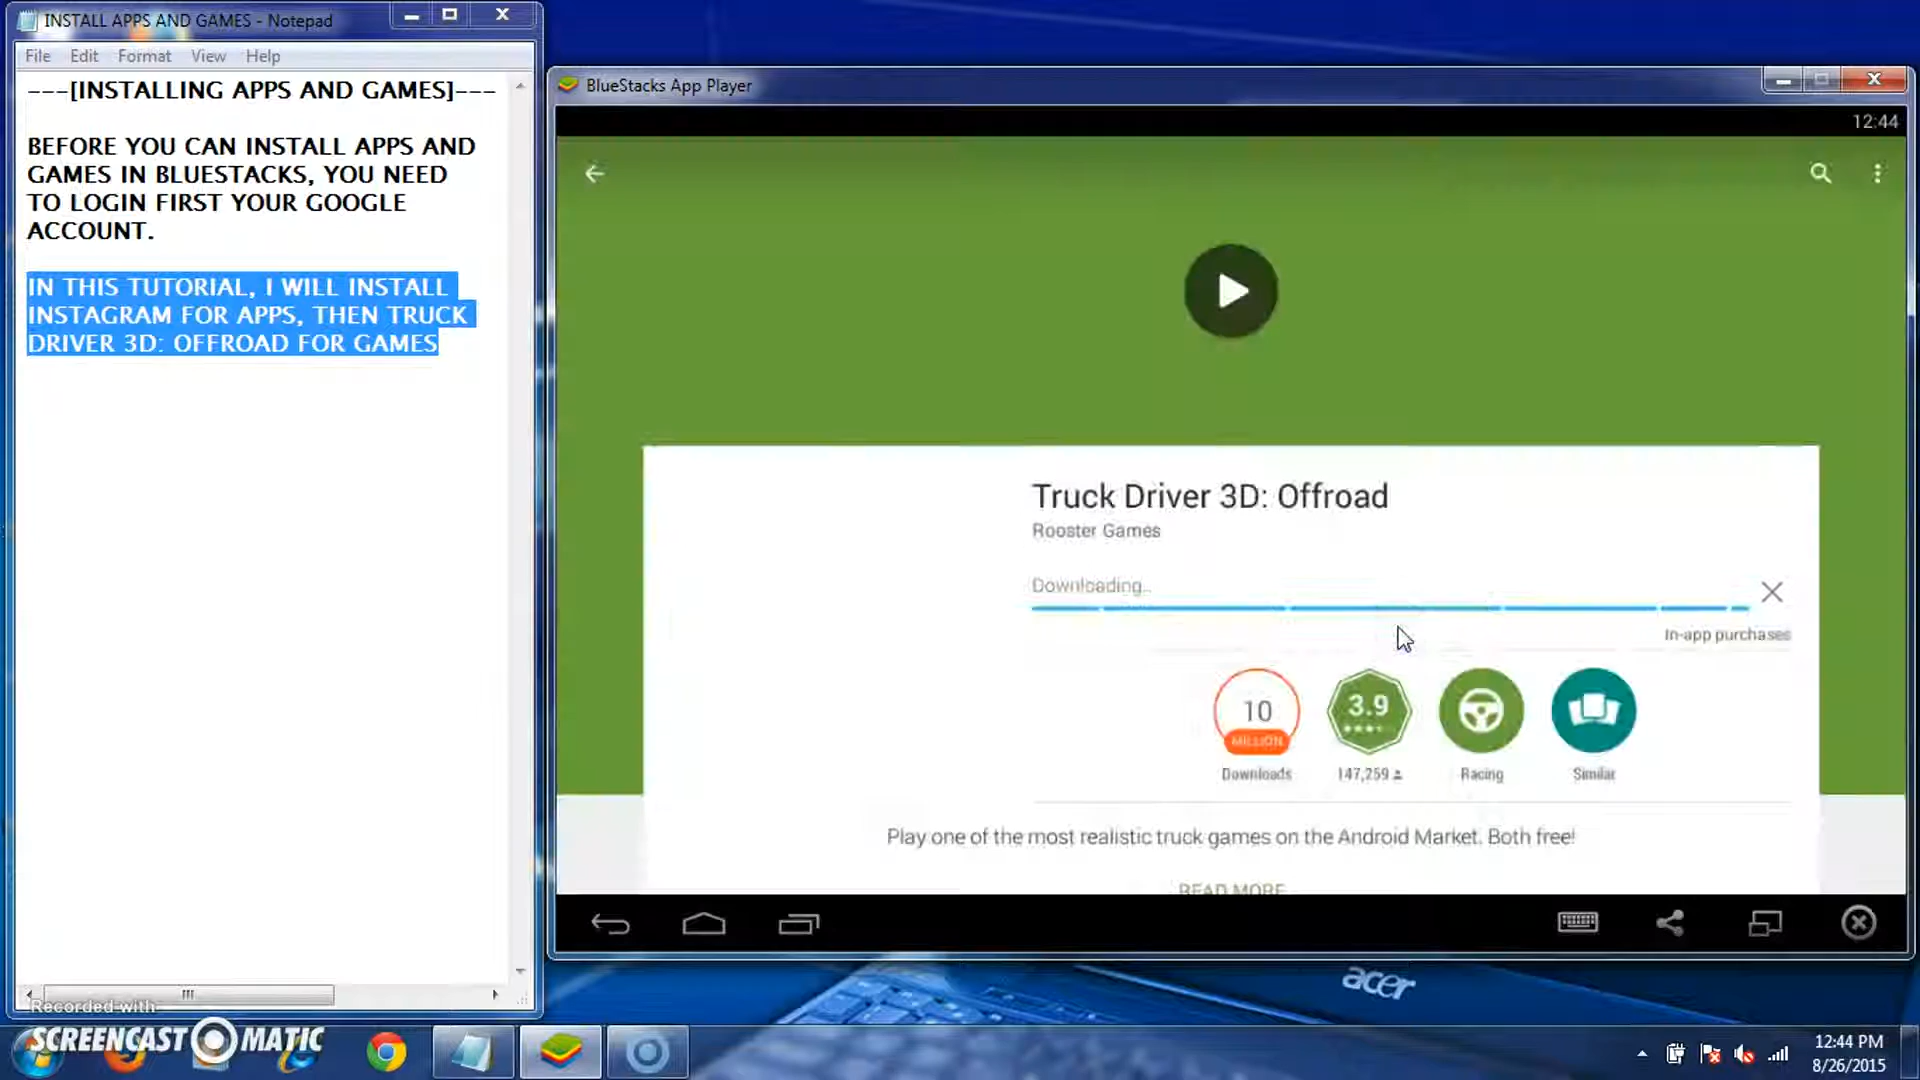 INSTALL APPS AND GAMES - Notepad
File Edit Format View Help
---[INSTALLING APPS AND GAMES]---
BEFORE YOU CAN INSTALL APPS AND
GAMES IN BLUESTACKS, YOU NEED
TO LOGIN FIRST YOUR GOOGLE
ACCOUNT.
IN THIS TUTORIAL, I WILL INSTALL
INSTAGRAM FOR APPS, THEN TRUCK
DRIVER 3D: OFFROAD FOR GAMES
BlueStacks App Player
12:44
Truck Driver 3D: Offroad
Rooster Games
Downloading...
In-app purchases
10
MILLION
Downloads
3.9
147,259
Racing
Similar
Play one of the most realistic truck games on the Android Market. Both free!
READ MORE
acer
Recorded with
SCREENCAST MATIC
12:44 PM
8/26/2015